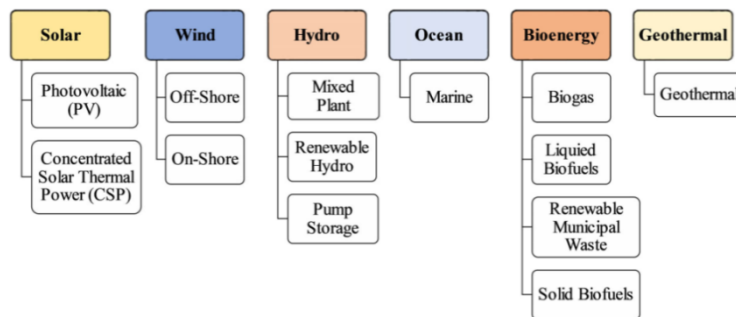 Solar
Wind
Hydro
Ocean
Bioenergy
Geothermal
Photovoltaic
(PV)
Concentrated
Solar Thermal
Power (CSP)
Off-Shore
On-Shore
Mixed
Plant
Renewable
Hydro
Pump
Storage
Marine
Biogas
Liquied
Biofuels
Renewable
Municipal
Waste
Solid Biofuels
Geothermal